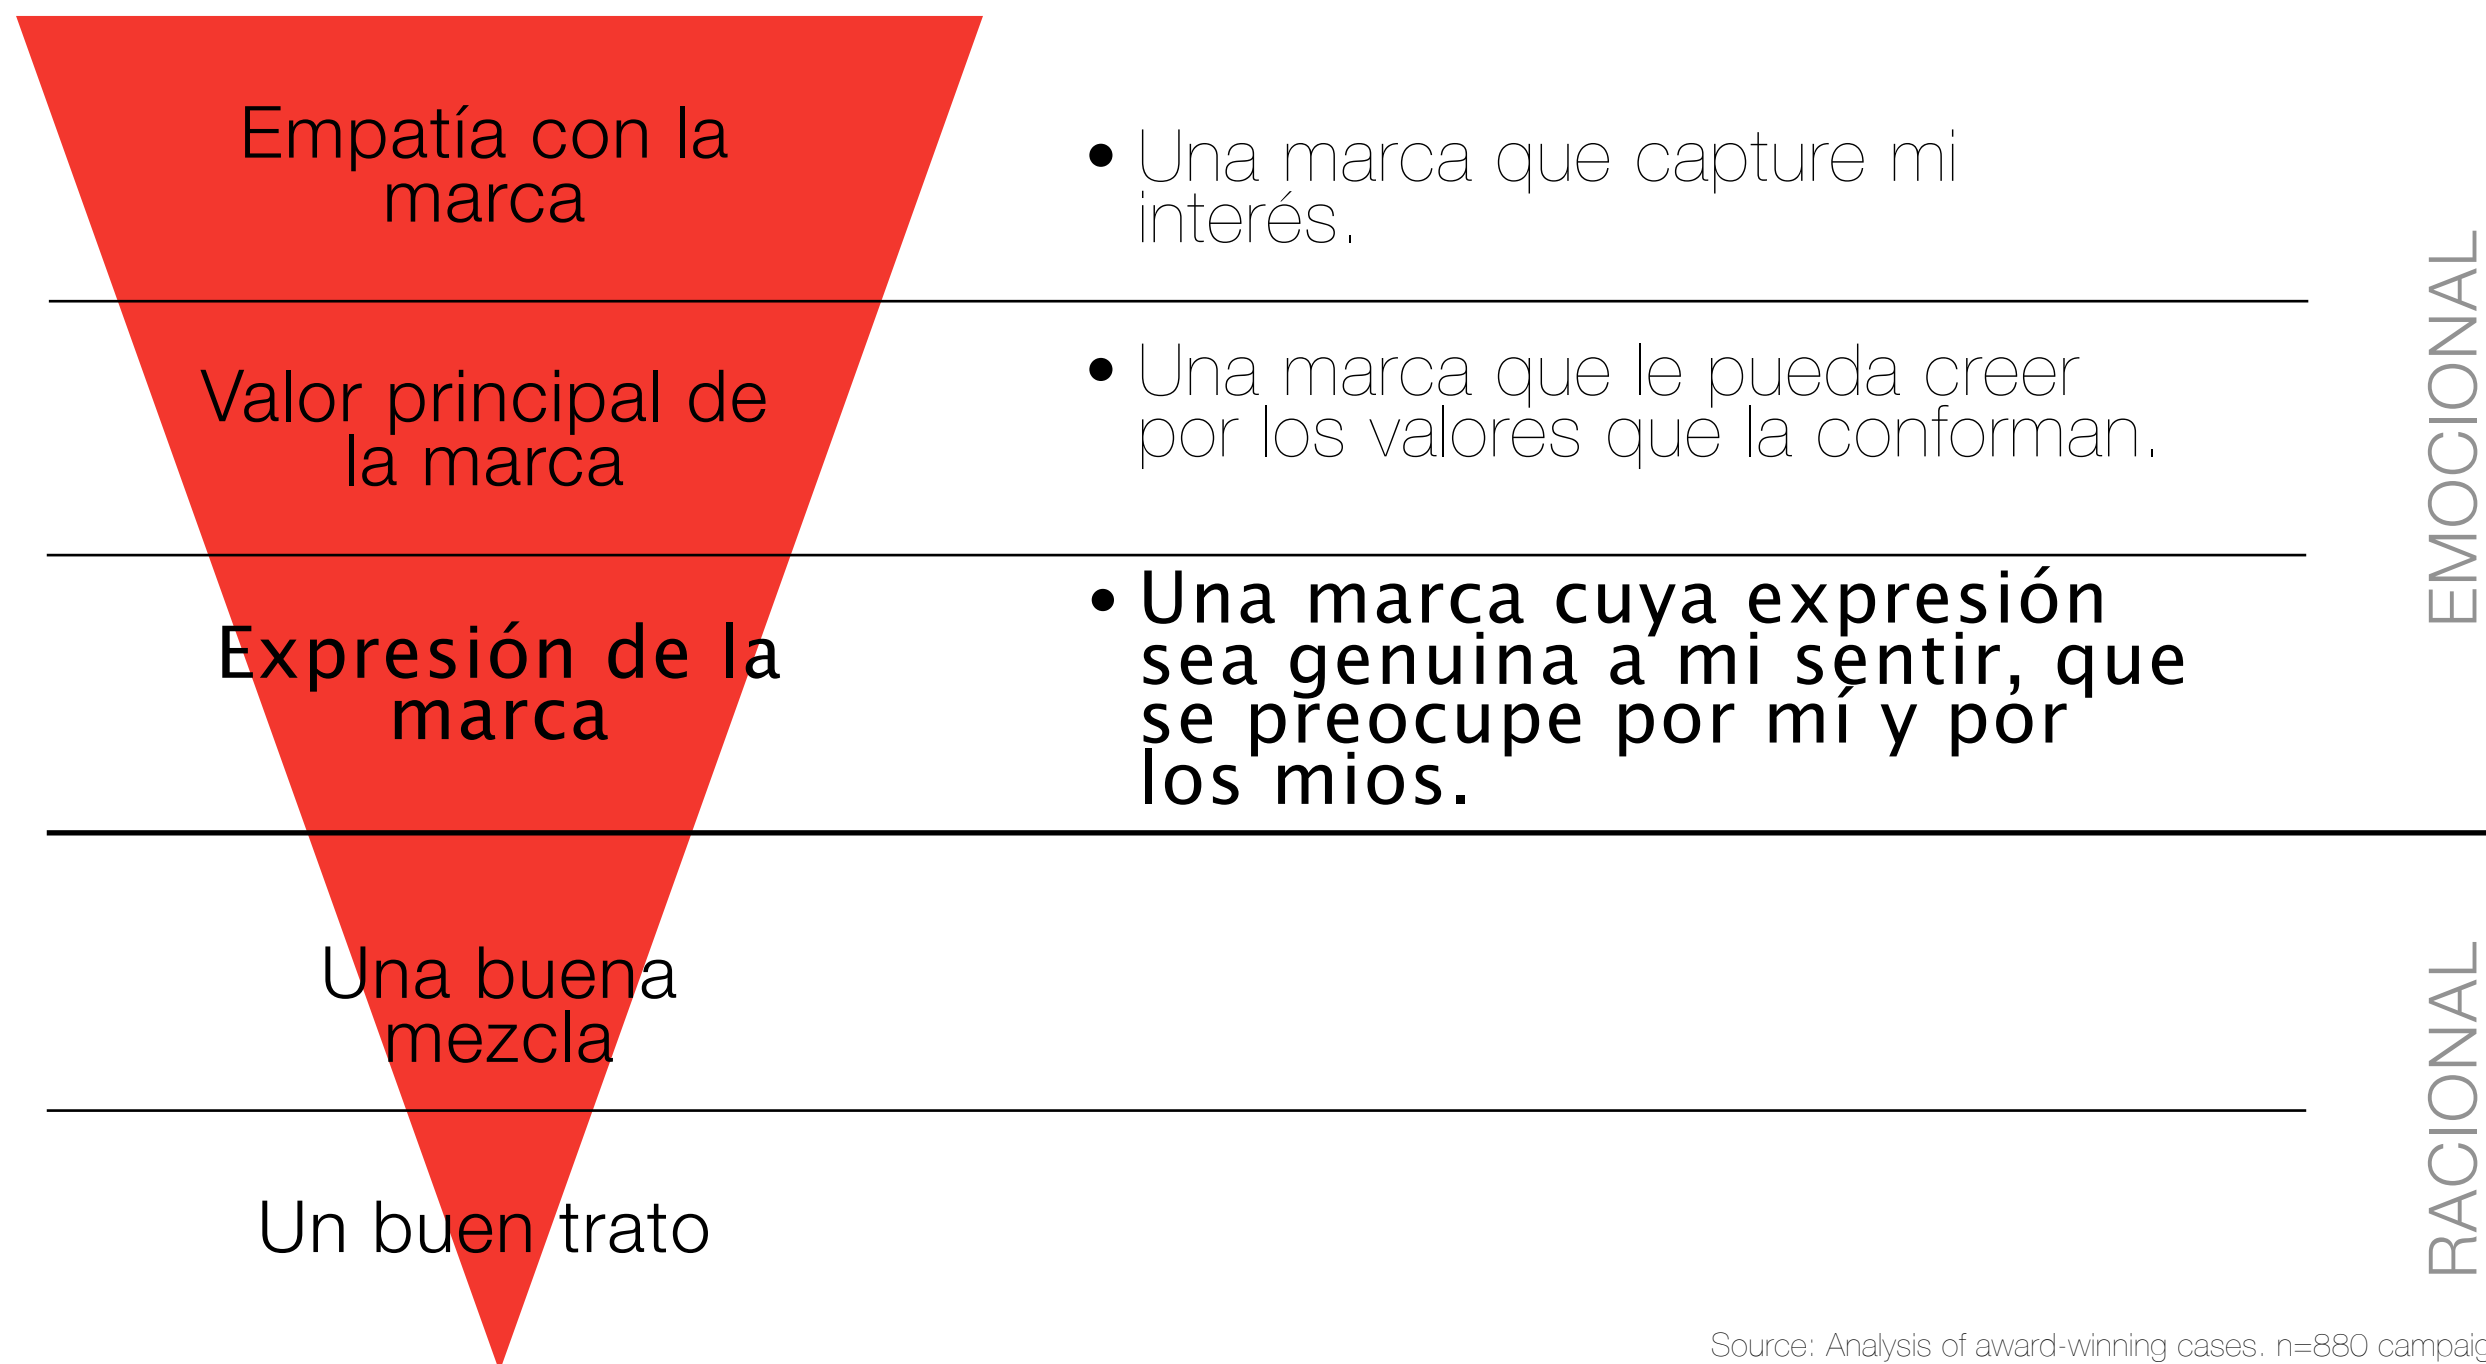 Empatía con la
marca
• Una marca que capture mi
interés.
Valor principal de
la marca
• Una marca que le pueda creer
por los valores que la conforman.
Expresión de la
marca
• Una marca cuya expresión
sea genuina a mi sentir, que
se preocupe por mí y por
los mios.
EMOCIONAL
Una buena
mezcla
Un buen trato
RACIONAL
Source: Analysis of award-winning cases. n=880 campaig